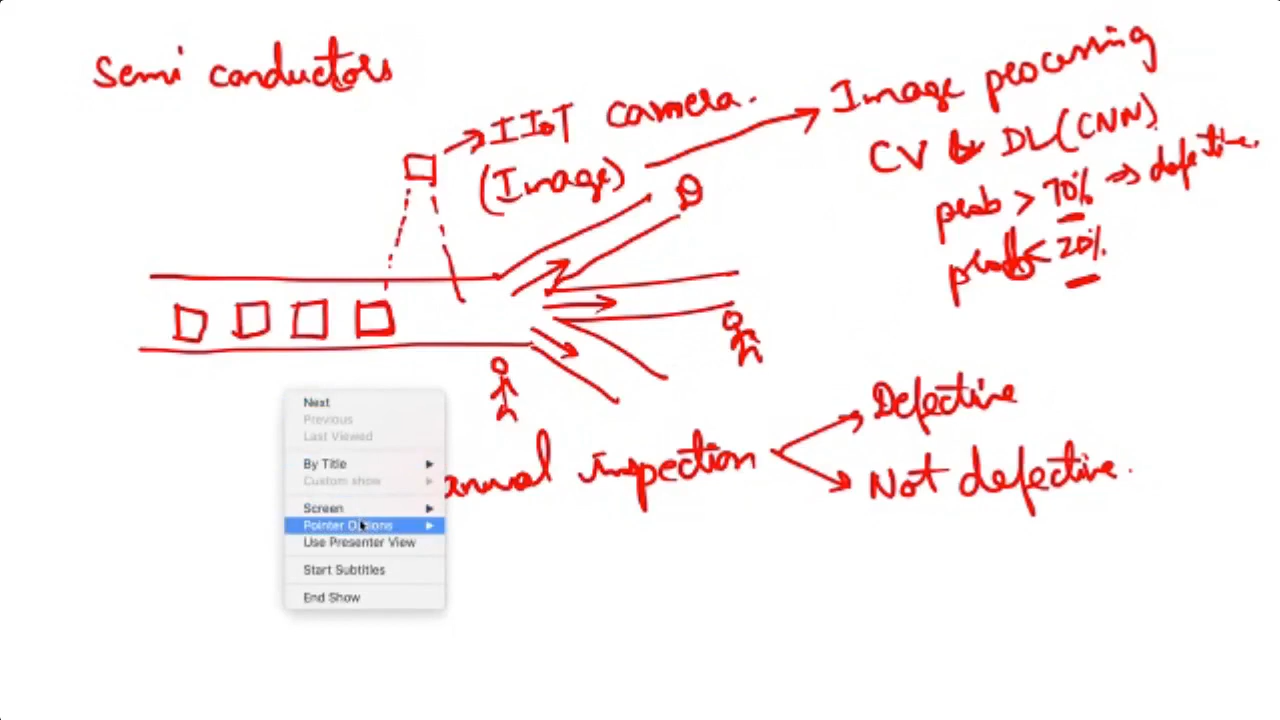 Semi conductors
IIoT camera.
(Image)
Image processing
CV & DL (CNN)
prob > 70% => defective.
prob < 20%
D
Next
Previous
Last Viewed
By Title
Custom show
Screen
Pointer Options
Use Presenter View
Start Subtitles
End Show
anual inspection
Defective
Not defective.